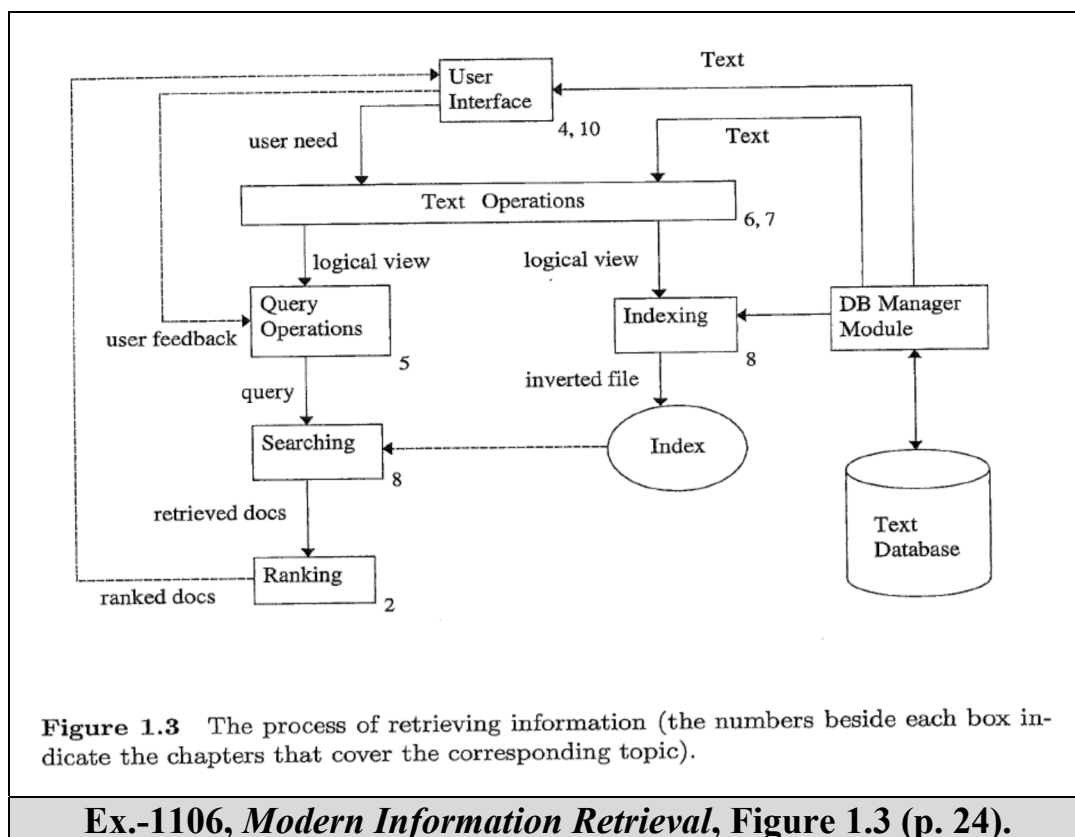 Text
User
Interface
4, 10
user need
Text
Text Operations
6, 7
logical view
logical view
Query
Operations
5
user feedback
Indexing
8
DB Manager
Module
query
inverted file
Searching
8
Index
retrieved docs
Text
Database
Ranking
2
ranked docs
Figure 1.3 The process of retrieving information (the numbers beside each box in-
dicate the chapters that cover the corresponding topic).
Ex.-1106, Modern Information Retrieval, Figure 1.3 (p. 24).